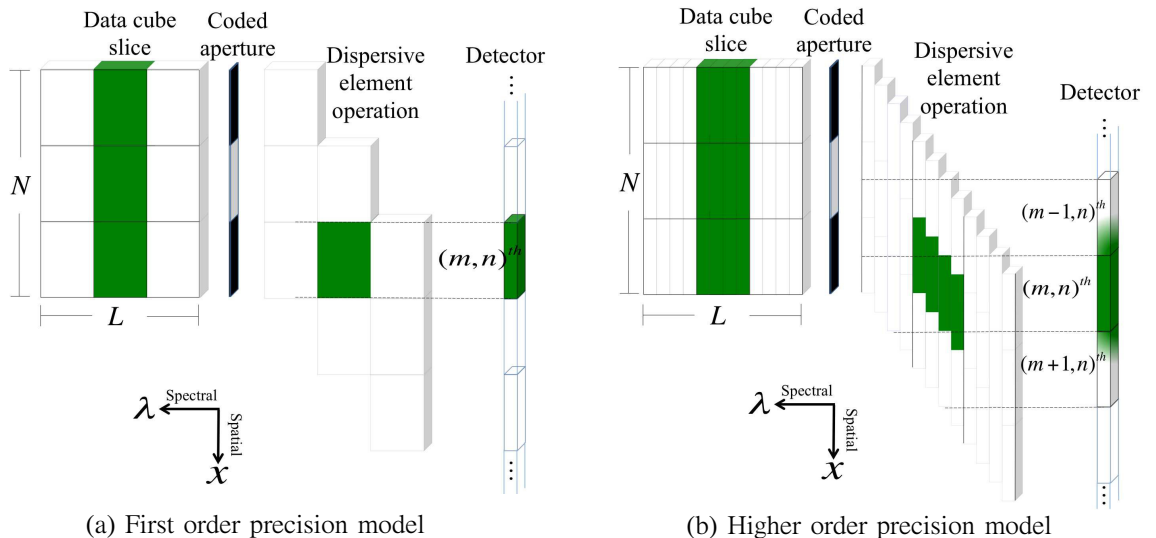 Data cube
slice
Coded
aperture
Dispersive
element
operation
Detector
N
(m,n)^{th}
L
λ
Spectral
Spatial
x
(a) First order precision model
Data cube
slice
Coded
aperture
Dispersive
element
operation
Detector
N
(m−1,n)^{th}
(m,n)^{th}
(m+1,n)^{th}
L
λ
Spectral
Spatial
x
(b) Higher order precision model